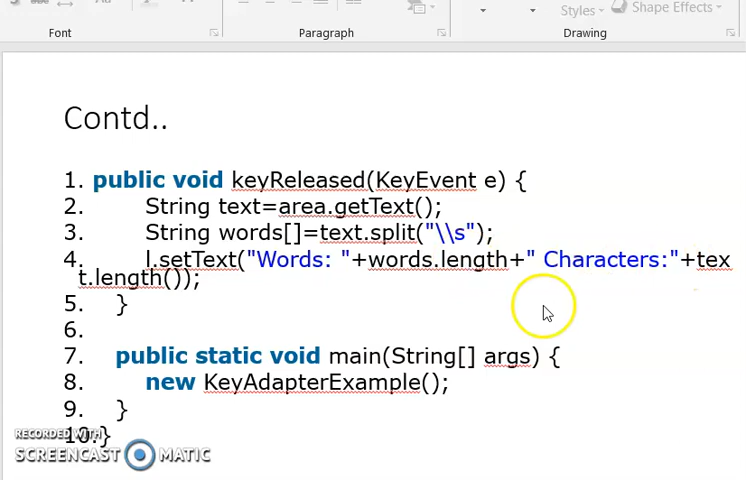 Font
Paragraph
Styles
Shape Effects
Drawing
Contd..
1. public void keyReleased(KeyEvent e) {
2. String text=area.getText();
3. String words[]=text.split("\\s");
4. l.setText("Words: "+words.length+" Characters:"+tex
t.length());
5. }
6.
7. public static void main(String[] args) {
8. new KeyAdapterExample();
9. }
10.}
RECORDED WITH
SCREENCAST MATIC